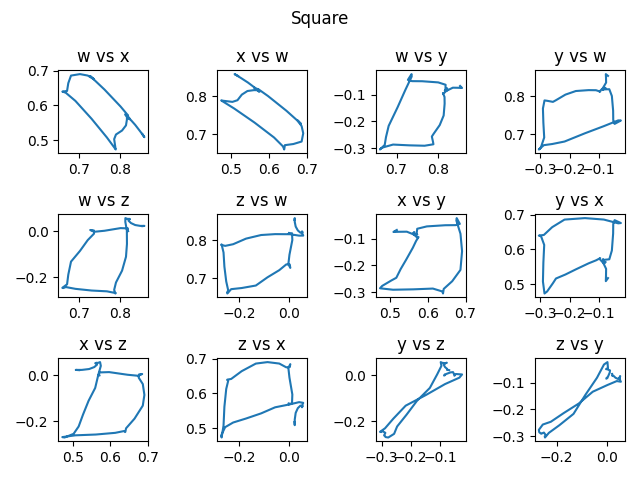 Square
w vs x
x vs w
w vs y
y vs w
0.7
0.6
0.5
0.7 0.8
0.8
0.7
0.5 0.6 0.7
−0.1
−0.2
−0.3
0.7 0.8
0.8
0.7
−0.3 −0.2 −0.1
w vs z
z vs w
x vs y
y vs x
0.0
−0.2
0.7 0.8
0.8
0.7
−0.2 0.0
−0.1
−0.2
−0.3
0.5 0.6 0.7
0.7
0.6
0.5
−0.3 −0.2 −0.1
x vs z
z vs x
y vs z
z vs y
0.0
−0.2
0.5 0.6 0.7
0.7
0.6
0.5
−0.2 0.0
0.0
−0.2
−0.3 −0.2 −0.1
−0.1
−0.2
−0.3
−0.2 0.0